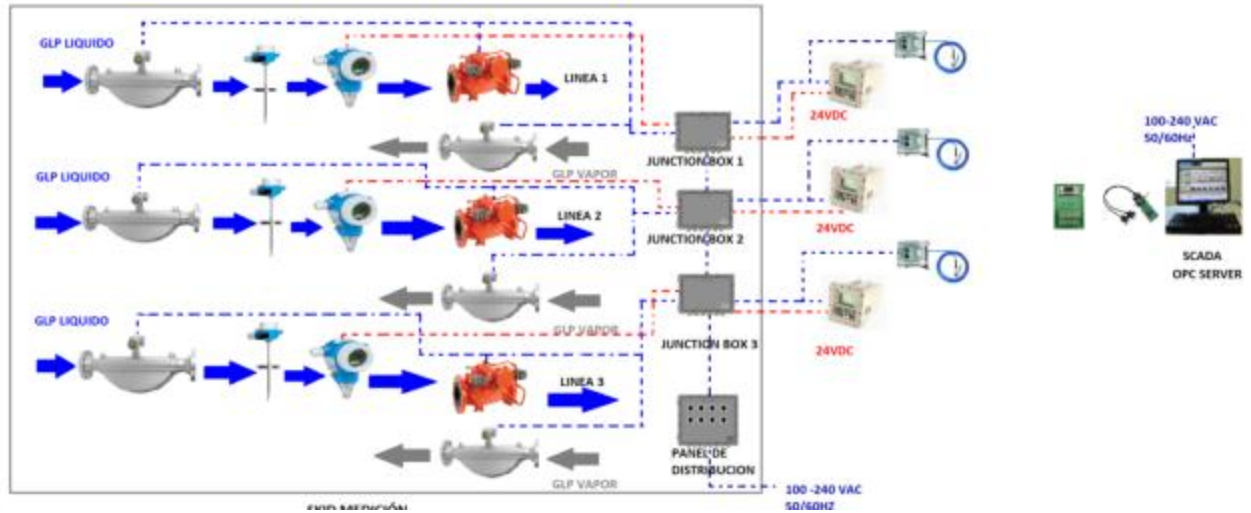 GLP LIQUIDO
LINEA 1
24VDC
100-240 VAC
50/60Hz
JUNCTION BOX 1
GLP VAPOR
GLP LIQUIDO
LINEA 2
24VDC
JUNCTION BOX 2
SCADA
OPC SERVER
GLP VAPOR
GLP LIQUIDO
JUNCTION BOX 3
24VDC
LINEA 3
PANEL DE
DISTRIBUCION
GLP VAPOR
100 -240 VAC
50/60HZ
SKID MEDICIÓN